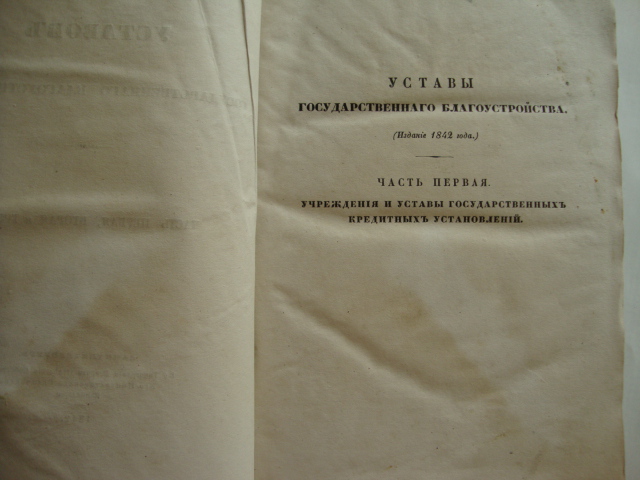 УСТАВЫ
ГОСУДАРСТВЕННАГО БЛАГОУСТРОЙСТВА.
(Изданіе 1842 года.)
ЧАСТЬ ПЕРВАЯ.
УЧРЕЖДЕНІЯ И УСТАВЫ ГОСУДАРСТВЕННЫХЪ
КРЕДИТНЫХЪ УСТАНОВЛЕНІЙ.